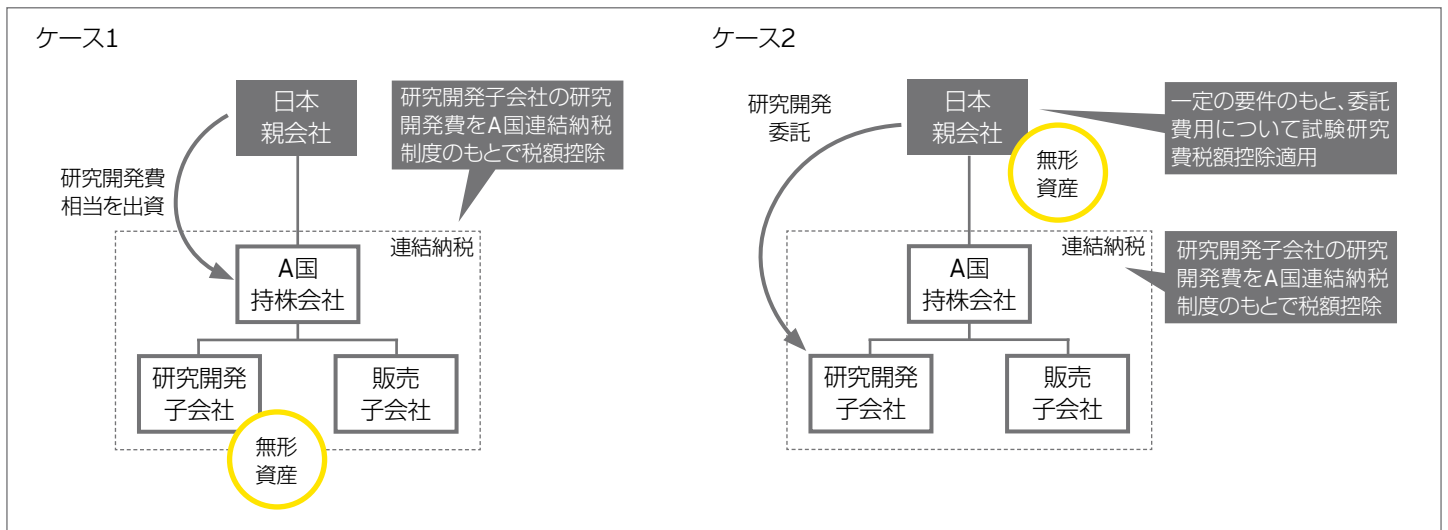 ケース1
日本
親会社
研究開発子会社の研究
開発費をA国連結納税
制度のもとで税額控除
研究開発費
相当を出資
連結納税
A国
持株会社
研究開発
子会社
販売
子会社
無形
資産
ケース2
研究開発
委託
日本
親会社
一定の要件のもと、委託
費用について試験研究
費税額控除適用
無形
資産
連結納税
研究開発子会社の研究
開発費をA国連結納税
制度のもとで税額控除
A国
持株会社
研究開発
子会社
販売
子会社